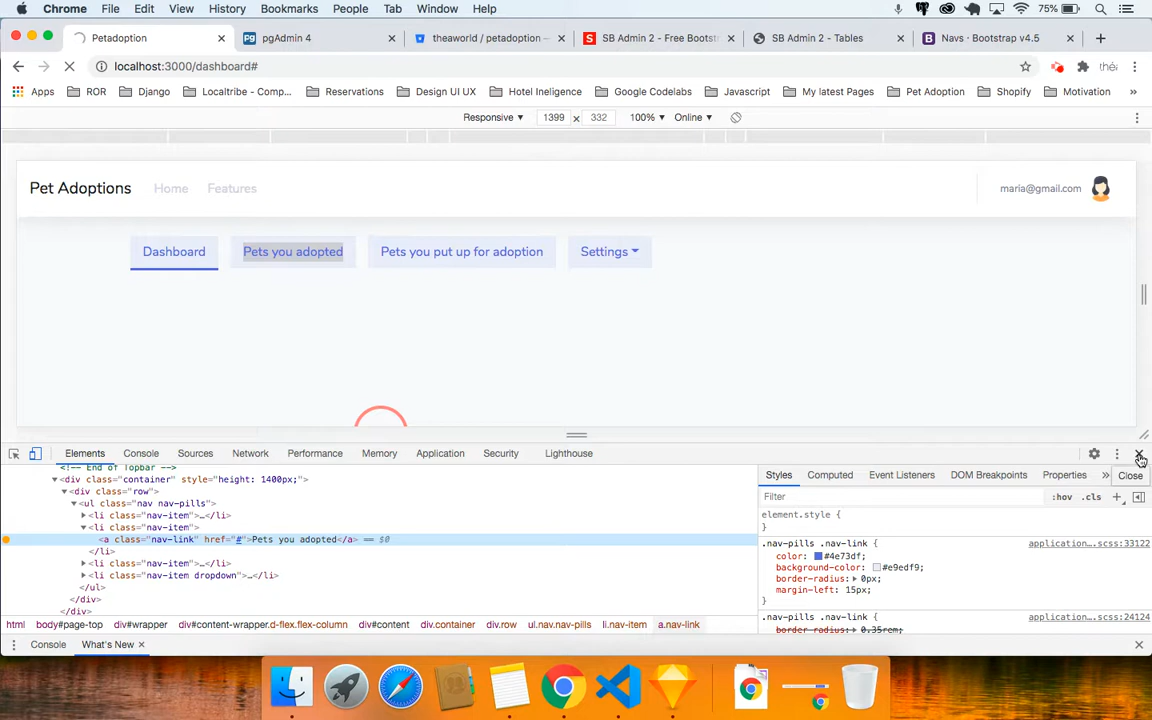 Chrome File Edit View History Bookmarks People Tab Window Help 75%
Petadoption pgAdmin 4 theaworld / petadoption — SB Admin 2 - Free Bootst SB Admin 2 - Tables Navs · Bootstrap v4.5
localhost:3000/dashboard#
Apps ROR Django Localtribe - Comp... Reservations Design UI UX Hotel Ineligence Google Codelabs Javascript My latest Pages Pet Adoption Shopify Motivation »
Responsive ▼ 1399 × 332 100% ▼ Online ▼
Pet Adoptions Home Features maria@gmail.com
Dashboard Pets you adopted Pets you put up for adoption Settings
Elements Console Sources Network Performance Memory Application Security Lighthouse
<!-- End of Topbar -->
<div class="container" style="height: 1400px;">
<div class="row">
<ul class="nav nav-pills">
<li class="nav-item">…</li>
<li class="nav-item">
<a class="nav-link" href="#">Pets you adopted</a> == $0
</li>
<li class="nav-item">…</li>
<li class="nav-item dropdown">…</li>
</ul>
</div>
</div>
Styles Computed Event Listeners DOM Breakpoints Properties » Close
Filter :hov .cls +
element.style {
}
.nav-pills .nav-link { application….scss:33122
color: #4e73df;
background-color: #e9edf9;
border-radius: 0px;
margin-left: 15px;
}
.nav-pills .nav-link { application….scss:24124
border-radius: 0.35rem;
html body#page-top div#wrapper div#content-wrapper.d-flex.flex-column div#content div.container div.row ul.nav.nav-pills li.nav-item a.nav-link
Console What's New